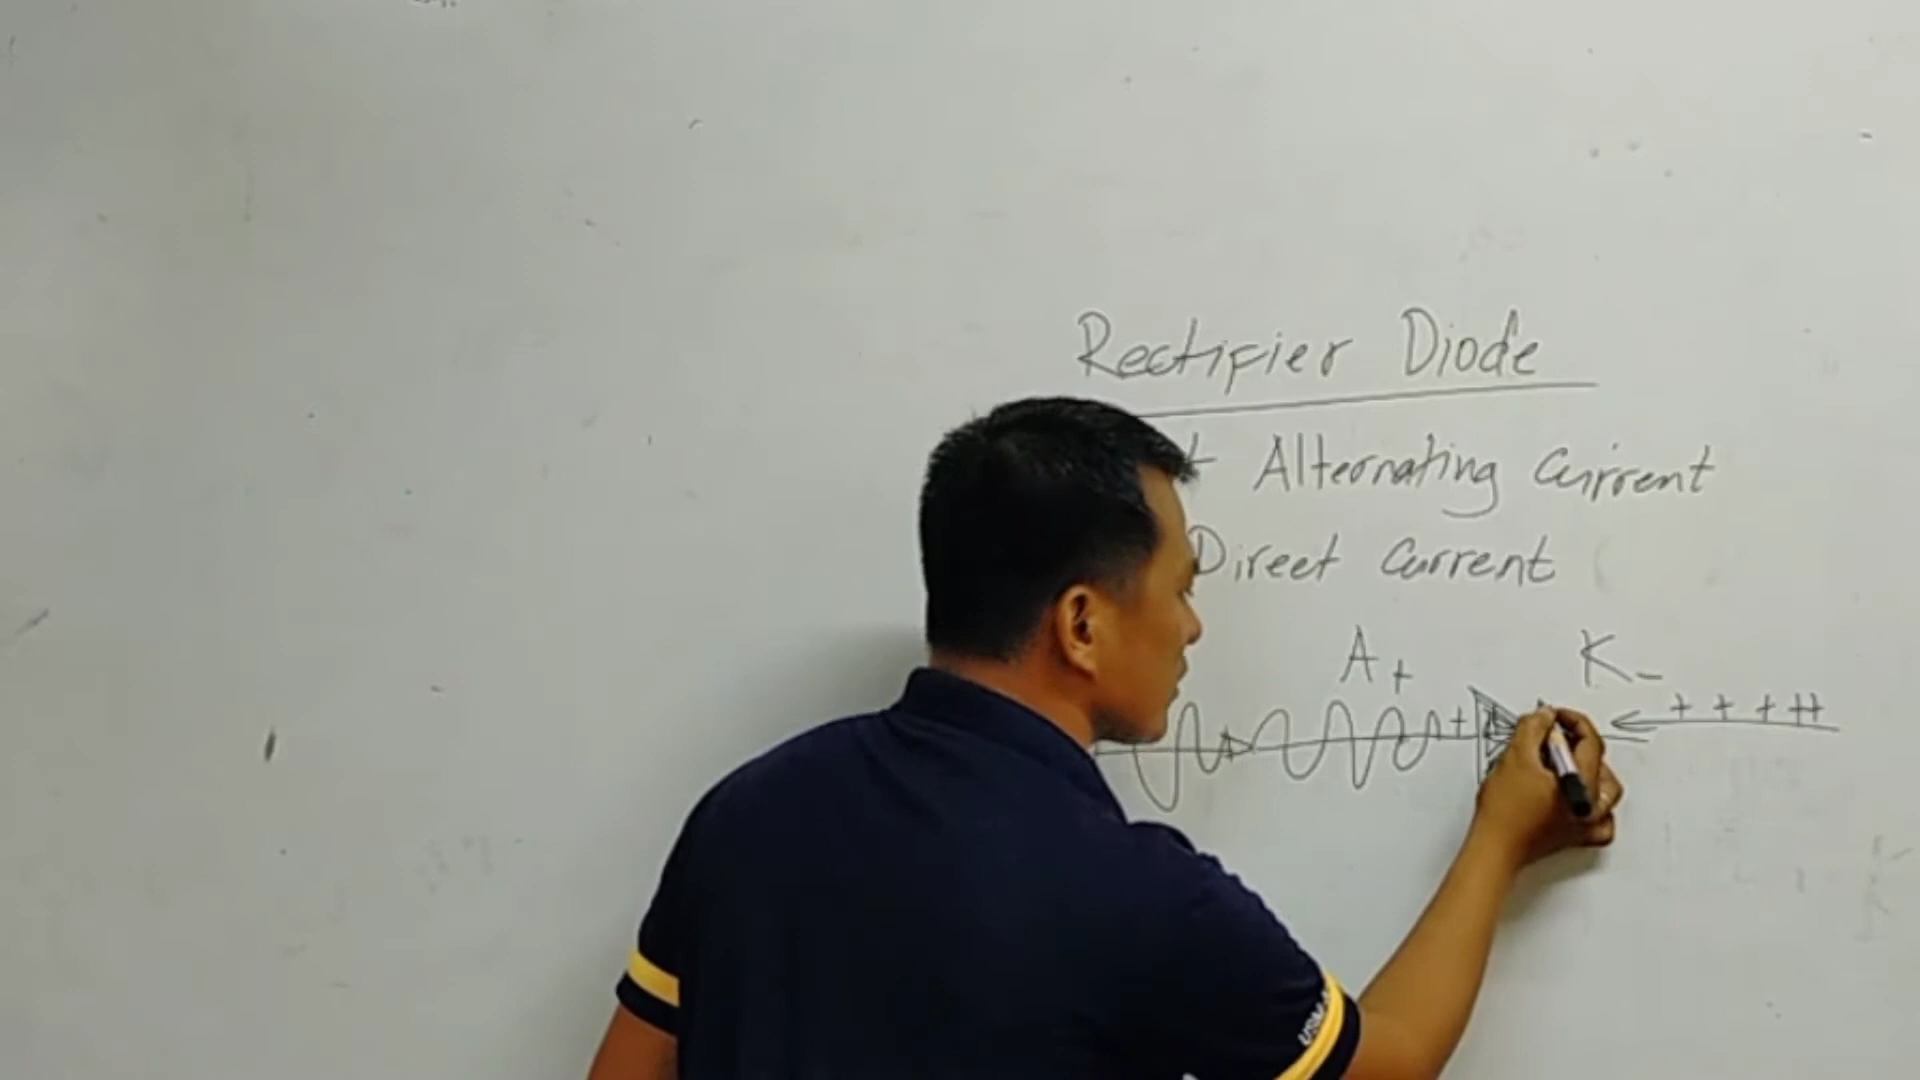 Rectifier Diode
Alternating Current
Direct Current
A+ K-
+ + + + ++